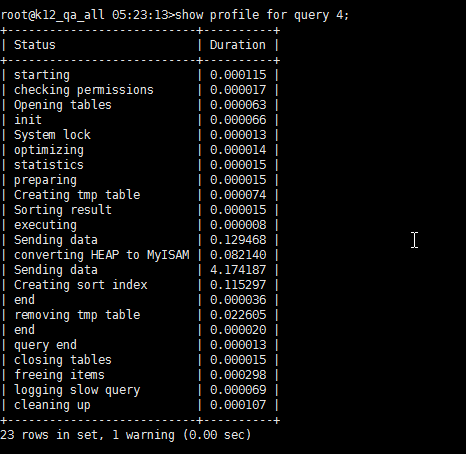 root@k12_qa_all 05:23:13>show profile for query 4;
+---------------------------+----------+
| Status                    | Duration |
+---------------------------+----------+
| starting                  | 0.000115 |
| checking permissions      | 0.000017 |
| Opening tables            | 0.000063 |
| init                      | 0.000066 |
| System lock               | 0.000013 |
| optimizing                | 0.000014 |
| statistics                | 0.000015 |
| preparing                 | 0.000015 |
| Creating tmp table        | 0.000074 |
| Sorting result            | 0.000015 |
| executing                 | 0.000008 |
| Sending data              | 0.129468 |
| converting HEAP to MyISAM | 0.082140 |
| Sending data              | 4.174187 |
| Creating sort index       | 0.115297 |
| end                       | 0.000036 |
| removing tmp table        | 0.022605 |
| end                       | 0.000020 |
| query end                 | 0.000013 |
| closing tables            | 0.000015 |
| freeing items             | 0.000298 |
| logging slow query        | 0.000069 |
| cleaning up               | 0.000107 |
+---------------------------+----------+
23 rows in set, 1 warning (0.00 sec)